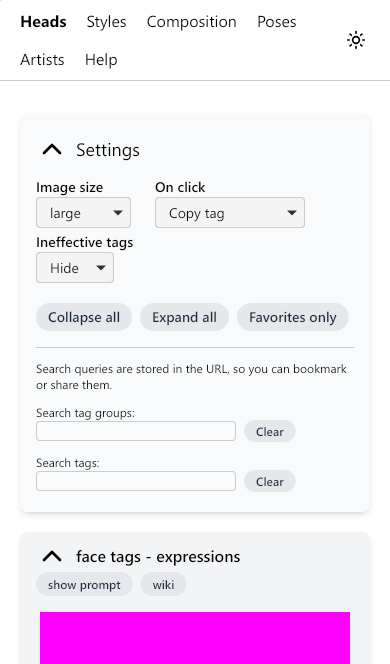 Heads Styles Composition Poses
Artists Help
Settings
Image size On click
large Copy tag
Ineffective tags
Hide
Collapse all Expand all Favorites only
Search queries are stored in the URL, so you can bookmark
or share them.
Search tag groups:
Clear
Search tags:
Clear
face tags - expressions
show prompt wiki